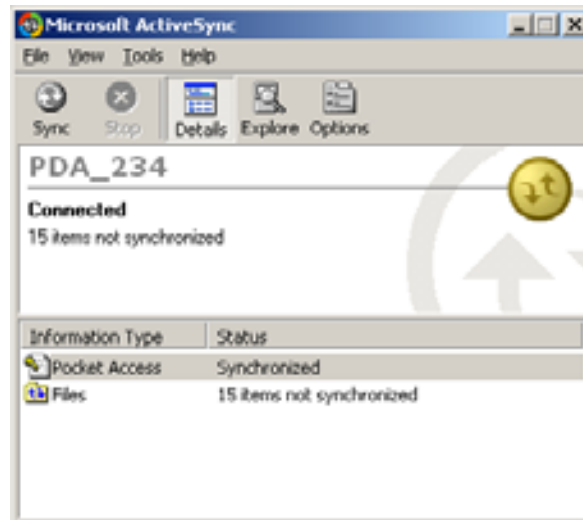 Microsoft ActiveSync
File View Tools Help
Sync Stop Details Explore Options
PDA_234
Connected
15 items not synchronized
Information Type Status
Pocket Access Synchronized
Files 15 items not synchronized